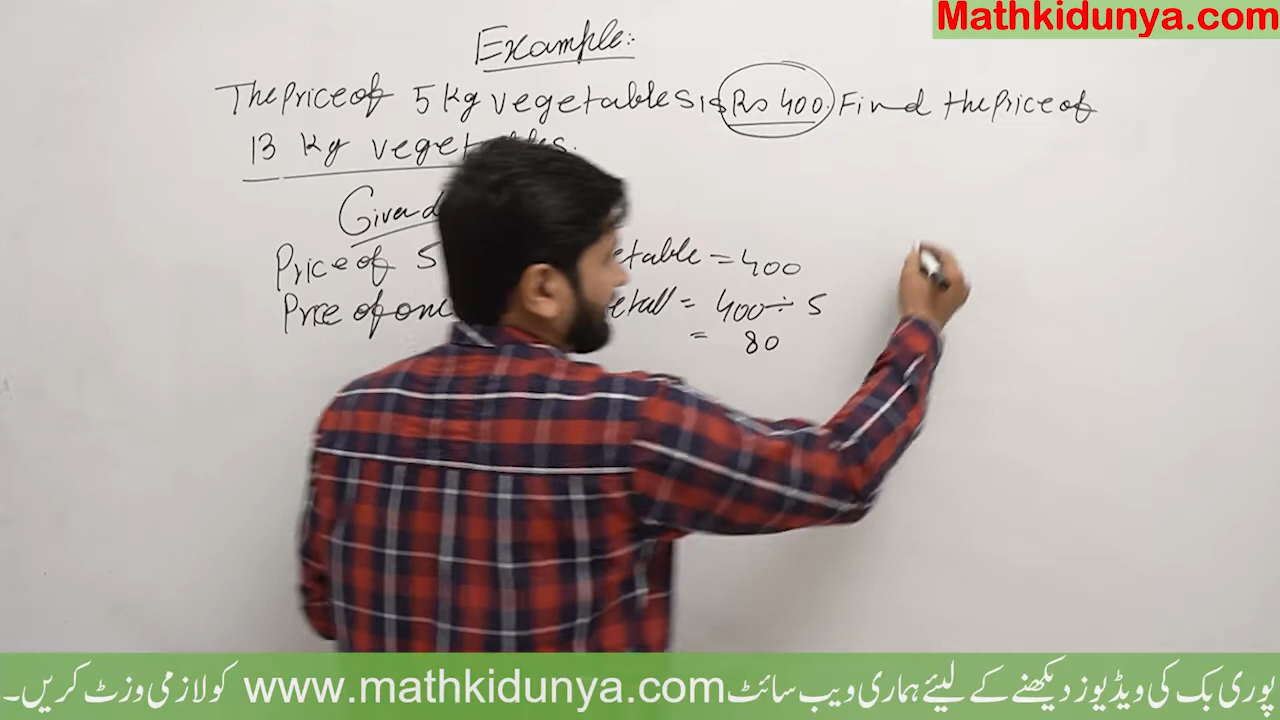 Mathkidunya.com
Example:
The Price of 5 Kg vegetables is Rs 400. Find the Price of
13 Kg vegetables.
Given d
Price of 5 etable = 400
Price of one etall = 400 ÷ 5
= 80
پوری بک کی ویڈیوز دیکھنے کے لیئے ہماری ویب سائٹ www.mathkidunya.com کو لازمی وزٹ کریں۔